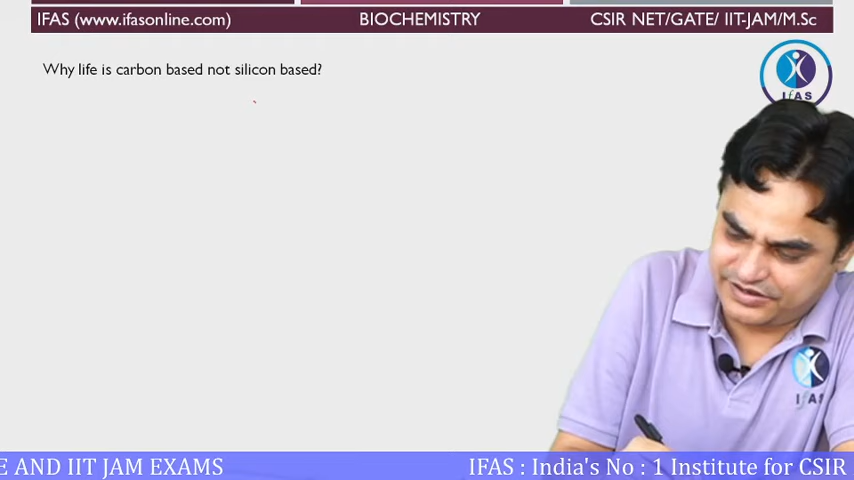 IFAS (www.ifasonline.com) BIOCHEMISTRY CSIR NET/GATE/ IIT-JAM/M.Sc
Why life is carbon based not silicon based?
IFAS
IFAS
E AND IIT JAM EXAMS IFAS : India's No : 1 Institute for CSIR